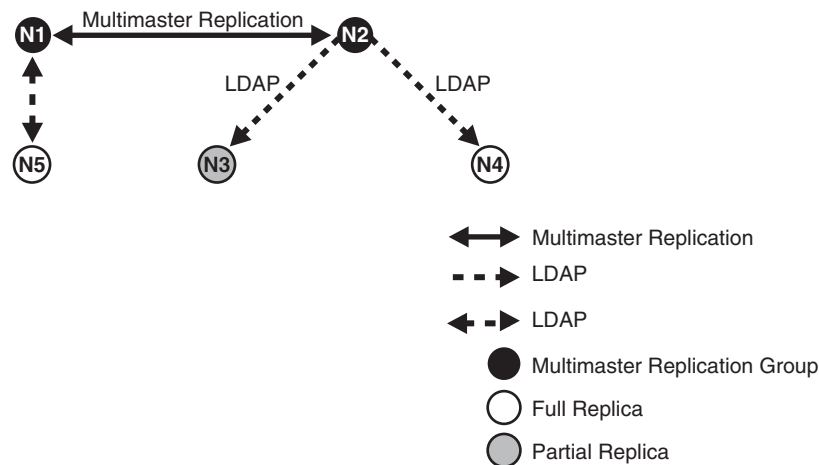 Multimaster Replication
N1
N2
LDAP
LDAP
N5
N3
N4
Multimaster Replication
LDAP
LDAP
Multimaster Replication Group
Full Replica
Partial Replica